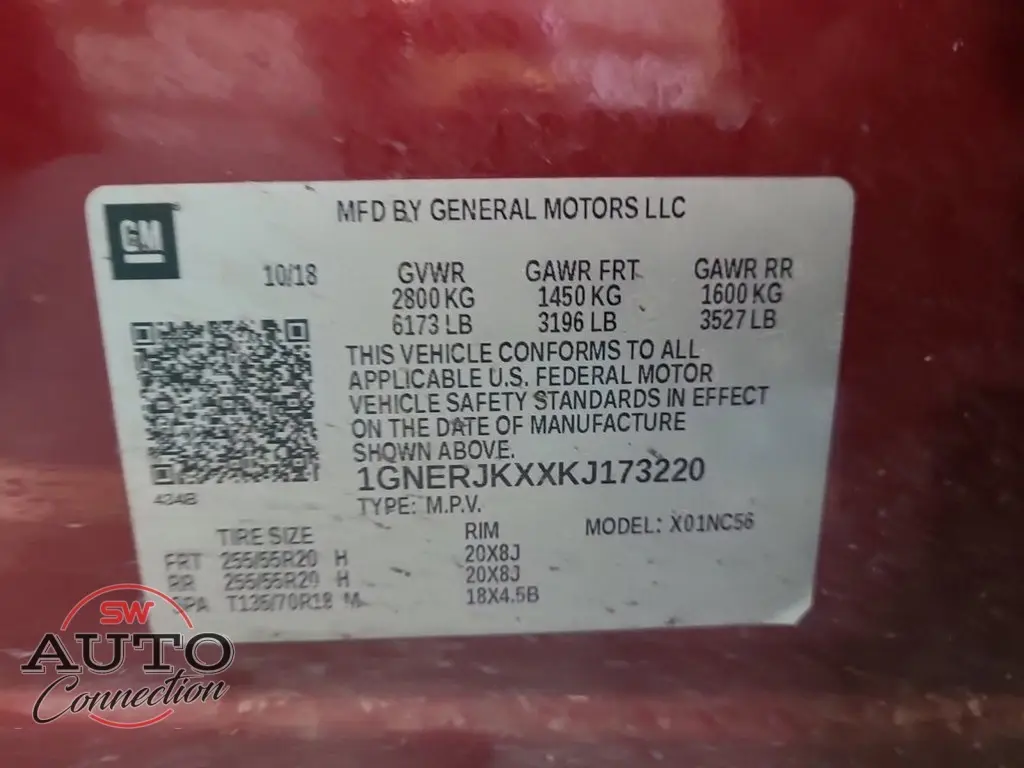 GM
MFD BY GENERAL MOTORS LLC
10/18
GVWR GAWR FRT GAWR RR
2800 KG 1450 KG 1600 KG
6173 LB 3196 LB 3527 LB
THIS VEHICLE CONFORMS TO ALL
APPLICABLE U.S. FEDERAL MOTOR
VEHICLE SAFETY STANDARDS IN EFFECT
ON THE DATE OF MANUFACTURE
SHOWN ABOVE.
1GNERJKXXKJ173220
TYPE: M.P.V.
MODEL: X01NC56
TIRE SIZE RIM
FRT 255/55R20 H 20X8J
RR 255/55R20 H 20X8J
T135/70R18 M 18X4.5B
SW
AUTO
Connection